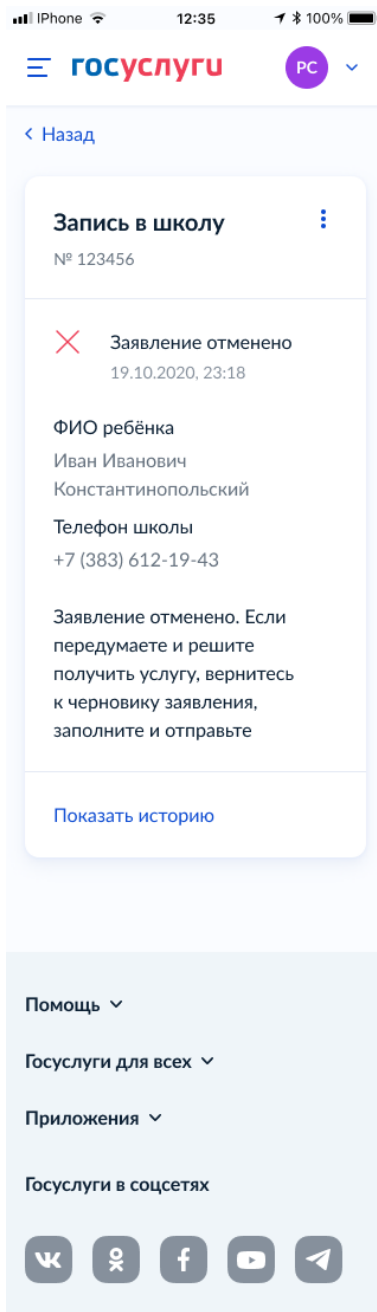 IPhone 12:35 100%
госуслуги РС
Назад
Запись в школу
№ 123456
Заявление отменено
19.10.2020, 23:18
ФИО ребёнка
Иван Иванович
Константинопольский
Телефон школы
+7 (383) 612-19-43
Заявление отменено. Если
передумаете и решите
получить услугу, вернитесь
к черновику заявления,
заполните и отправьте
Показать историю
Помощь
Госуслуги для всех
Приложения
Госуслуги в соцсетях